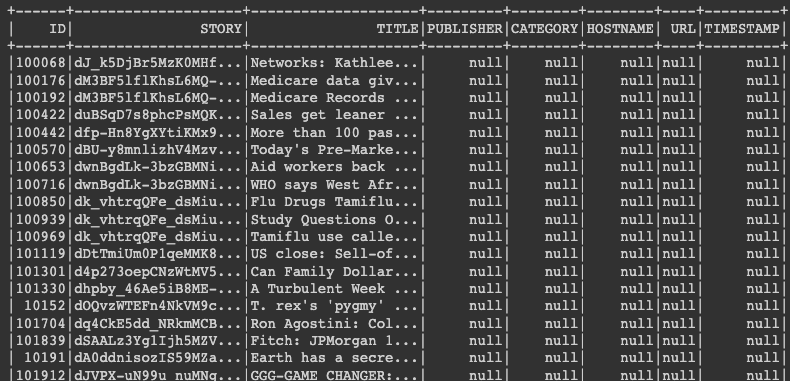 +------+--------------------+--------------------+---------+--------+--------+----+---------+
| ID| STORY| TITLE|PUBLISHER|CATEGORY|HOSTNAME| URL|TIMESTAMP|
+------+--------------------+--------------------+---------+--------+--------+----+---------+
|100068|dJ_k5DjBr5MzK0MHf...|Networks: Kathlee...| null| null| null|null| null|
|100176|dM3BF5lflKhsL6MQ-...|Medicare data giv...| null| null| null|null| null|
|100192|dM3BF5lflKhsL6MQ-...|Medicare Records ...| null| null| null|null| null|
|100422|duBSqD7s8phcPsMQK...|Sales get leaner ...| null| null| null|null| null|
|100442|dfp-Hn8YgXYtiKMx9...|More than 100 pas...| null| null| null|null| null|
|100570|dBU-y8mnlizhV4Mzv...|Today's Pre-Marke...| null| null| null|null| null|
|100653|dwnBgdLk-3bzGBMNi...|Aid workers back ...| null| null| null|null| null|
|100716|dwnBgdLk-3bzGBMNi...|WHO says West Afr...| null| null| null|null| null|
|100850|dk_vhtrqQFe_dsMiu...|Flu Drugs Tamiflu...| null| null| null|null| null|
|100939|dk_vhtrqQFe_dsMiu...|Study Questions O...| null| null| null|null| null|
|100969|dk_vhtrqQFe_dsMiu...|Tamiflu use calle...| null| null| null|null| null|
|101119|dDtTmiUm0P1qeMMK8...|US close: Sell-of...| null| null| null|null| null|
|101301|d4p273oepCNzWtMV5...|Can Family Dollar...| null| null| null|null| null|
|101330|dhpby_46Ae5iB8ME-...|A Turbulent Week ...| null| null| null|null| null|
| 10152|dOQvzWTEFn4NkVM9c...|T. rex's 'pygmy' ...| null| null| null|null| null|
|101704|dq4CkE5dd_NRkmMCB...|Ron Agostini: Col...| null| null| null|null| null|
|101839|dSAALz3Yg1Ijh5MZV...|Fitch: JPMorgan 1...| null| null| null|null| null|
| 10191|dA0ddnisozIS59MZa...|Earth has a secre...| null| null| null|null| null|
|101912|dJVPX-uN99u_nuMNg...|GGG-GAME CHANGER:...| null| null| null|null| null|